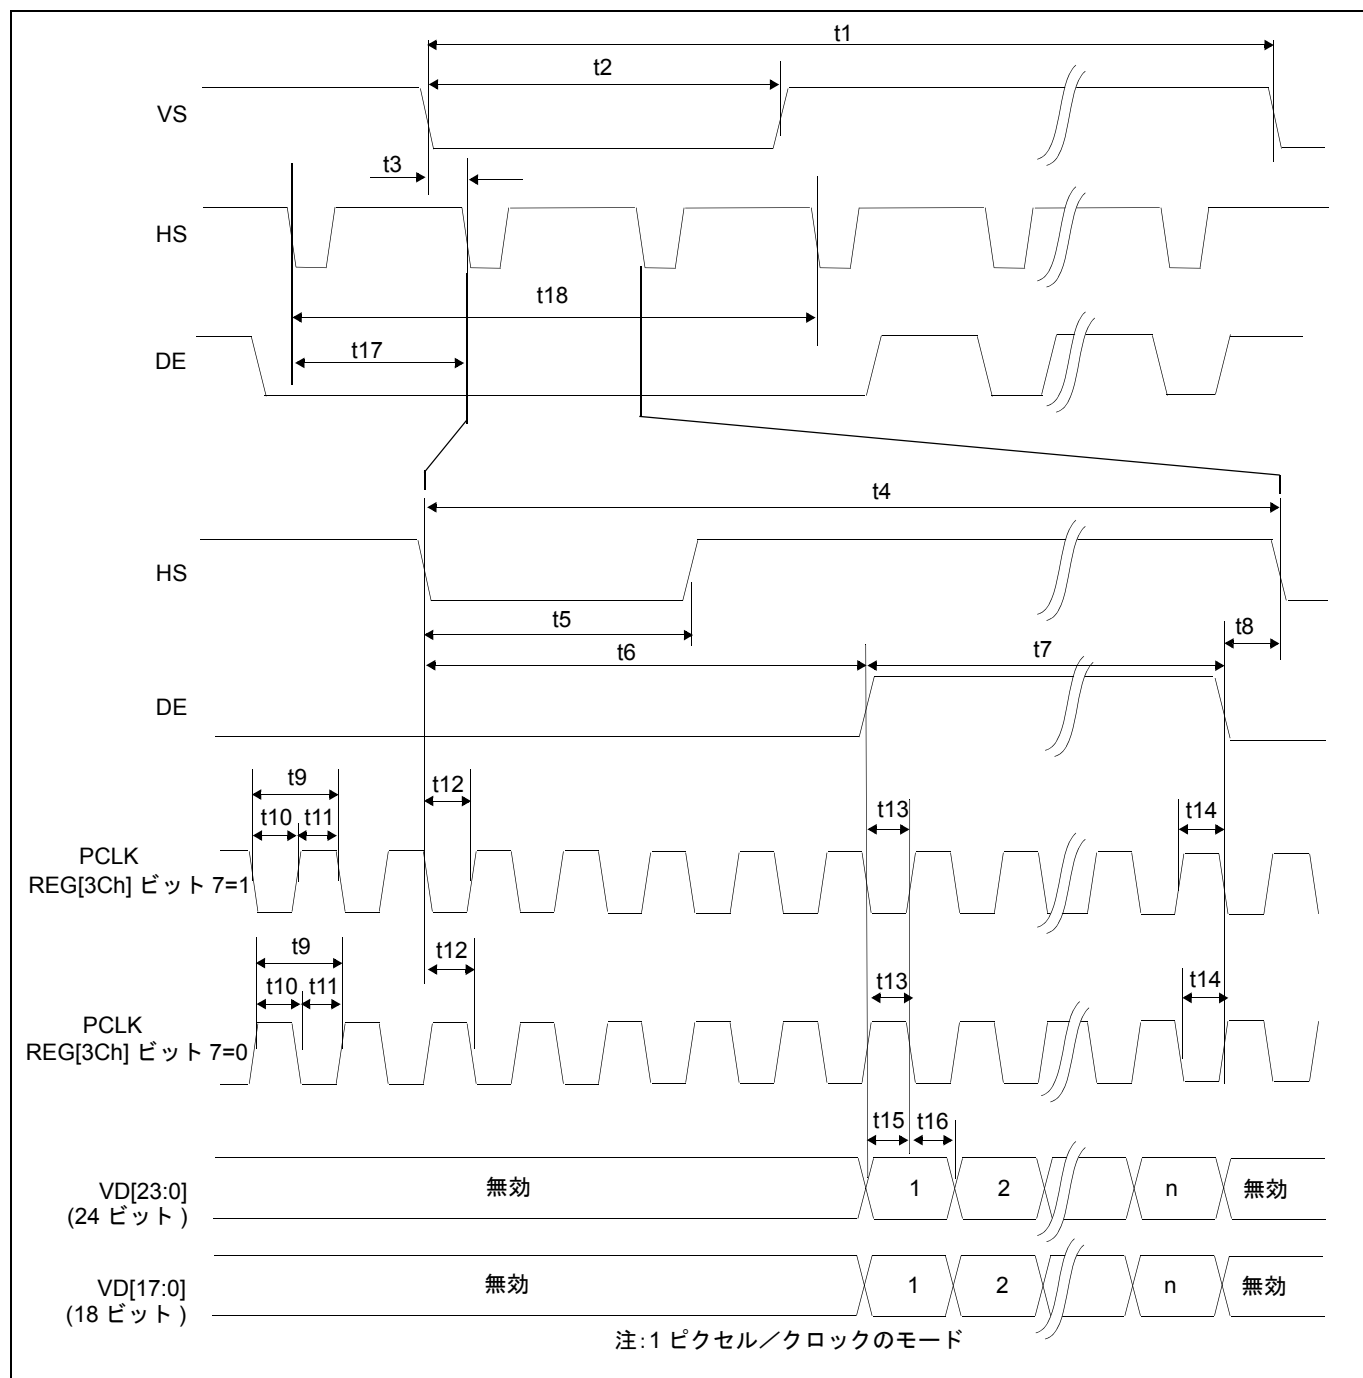 t1
t2
VS
t3
HS
t18
t17
DE
t4
HS
t5
t8
t6
t7
DE
t9
t12
t13
t14
t10
t11
PCLK
REG[3Ch] ビット 7=1
t9
t12
t13
t14
t10
t11
PCLK
REG[3Ch] ビット 7=0
t15
t16
VD[23:0]
(24 ビット )
無効
1
2
n
無効
VD[17:0]
(18 ビット )
無効
1
2
n
無効
注:1 ピクセル／クロックのモード